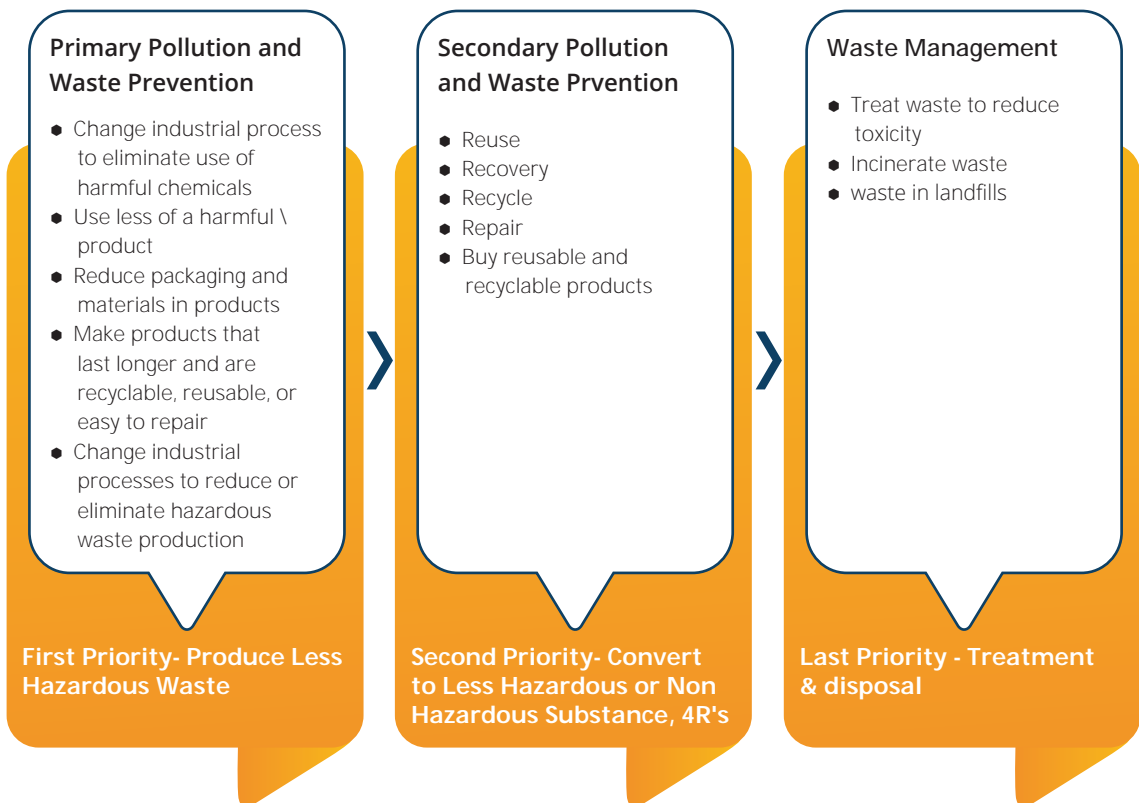 Primary Pollution and
Waste Prevention
Change industrial process
to eliminate use of
harmful chemicals
Use less of a harmful \
product
Reduce packaging and
materials in products
Make products that
last longer and are
recyclable, reusable, or
easy to repair
Change industrial
processes to reduce or
eliminate hazardous
waste production
First Priority- Produce Less
Hazardous Waste
Secondary Pollution
and Waste Prvention
Reuse
Recovery
Recycle
Repair
Buy reusable and
recyclable products
Second Priority- Convert
to Less Hazardous or Non
Hazardous Substance, 4R's
Waste Management
Treat waste to reduce
toxicity
Incinerate waste
waste in landfills
Last Priority - Treatment
& disposal